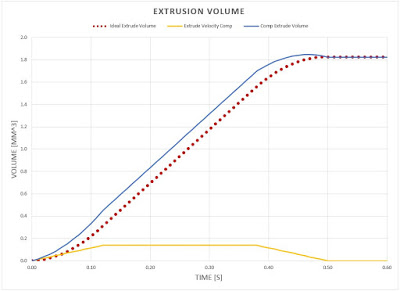 EXTRUSION VOLUME
Ideal Extrude Volume Extrude Velocity Comp Comp Extrude Volume
2.0
1.8
1.6
1.4
1.2
1.0
0.8
0.6
0.4
0.2
0.0
VOLUME [MM^3]
0.00 0.10 0.20 0.30 0.40 0.50 0.60
TIME [S]